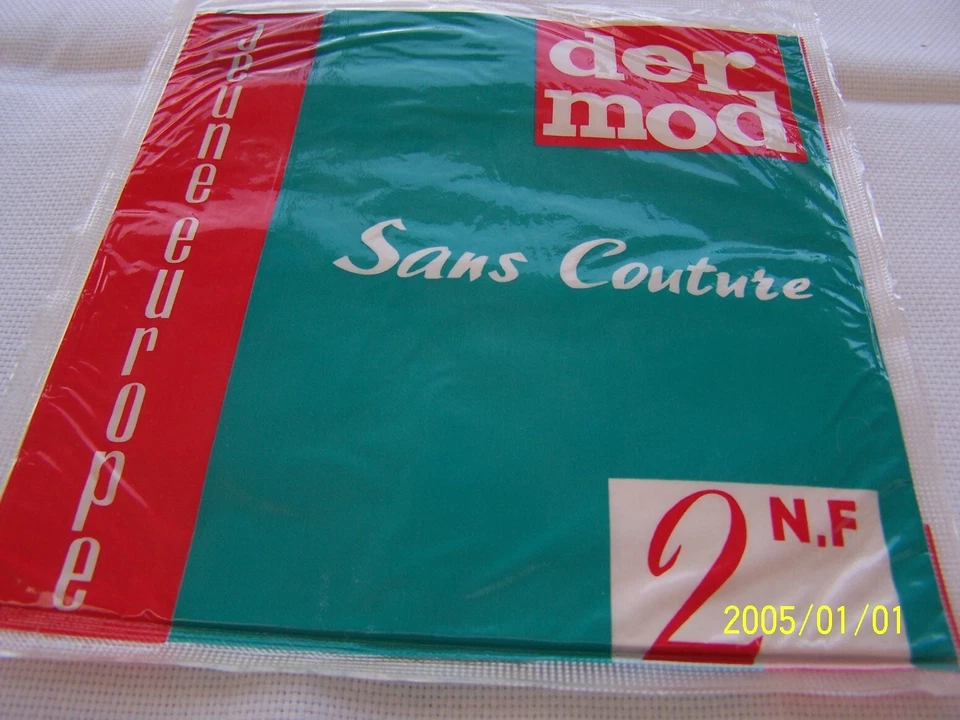 der
mod
jeune europe
Sans Couture
2 N.F
2005/01/01